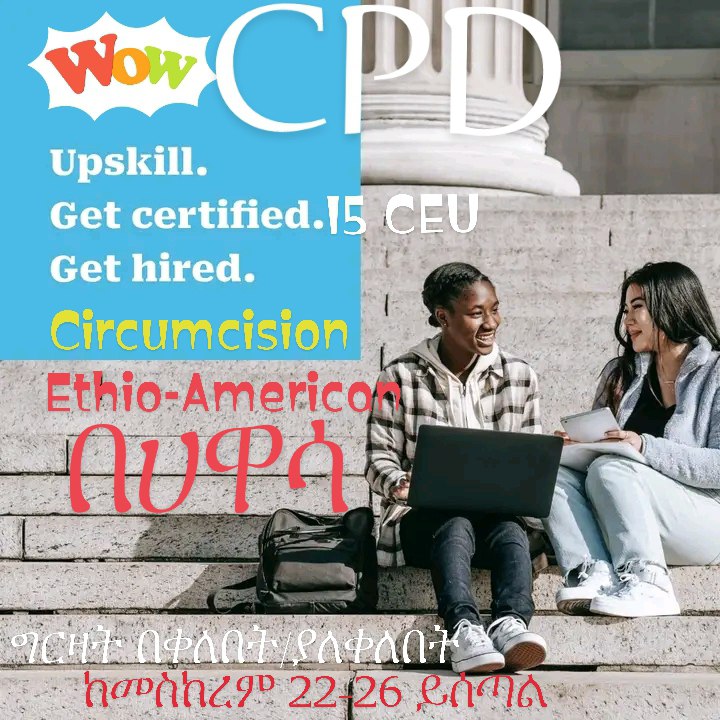 WOW CPD
Upskill.
Get certified. 15 CEU
Get hired.
Circumcision
Ethio-Americon
በሀዋሳ
ግርዛት በቀለበት/ያለቀለበት
ከመስከረም 22-26 ይሰጣል